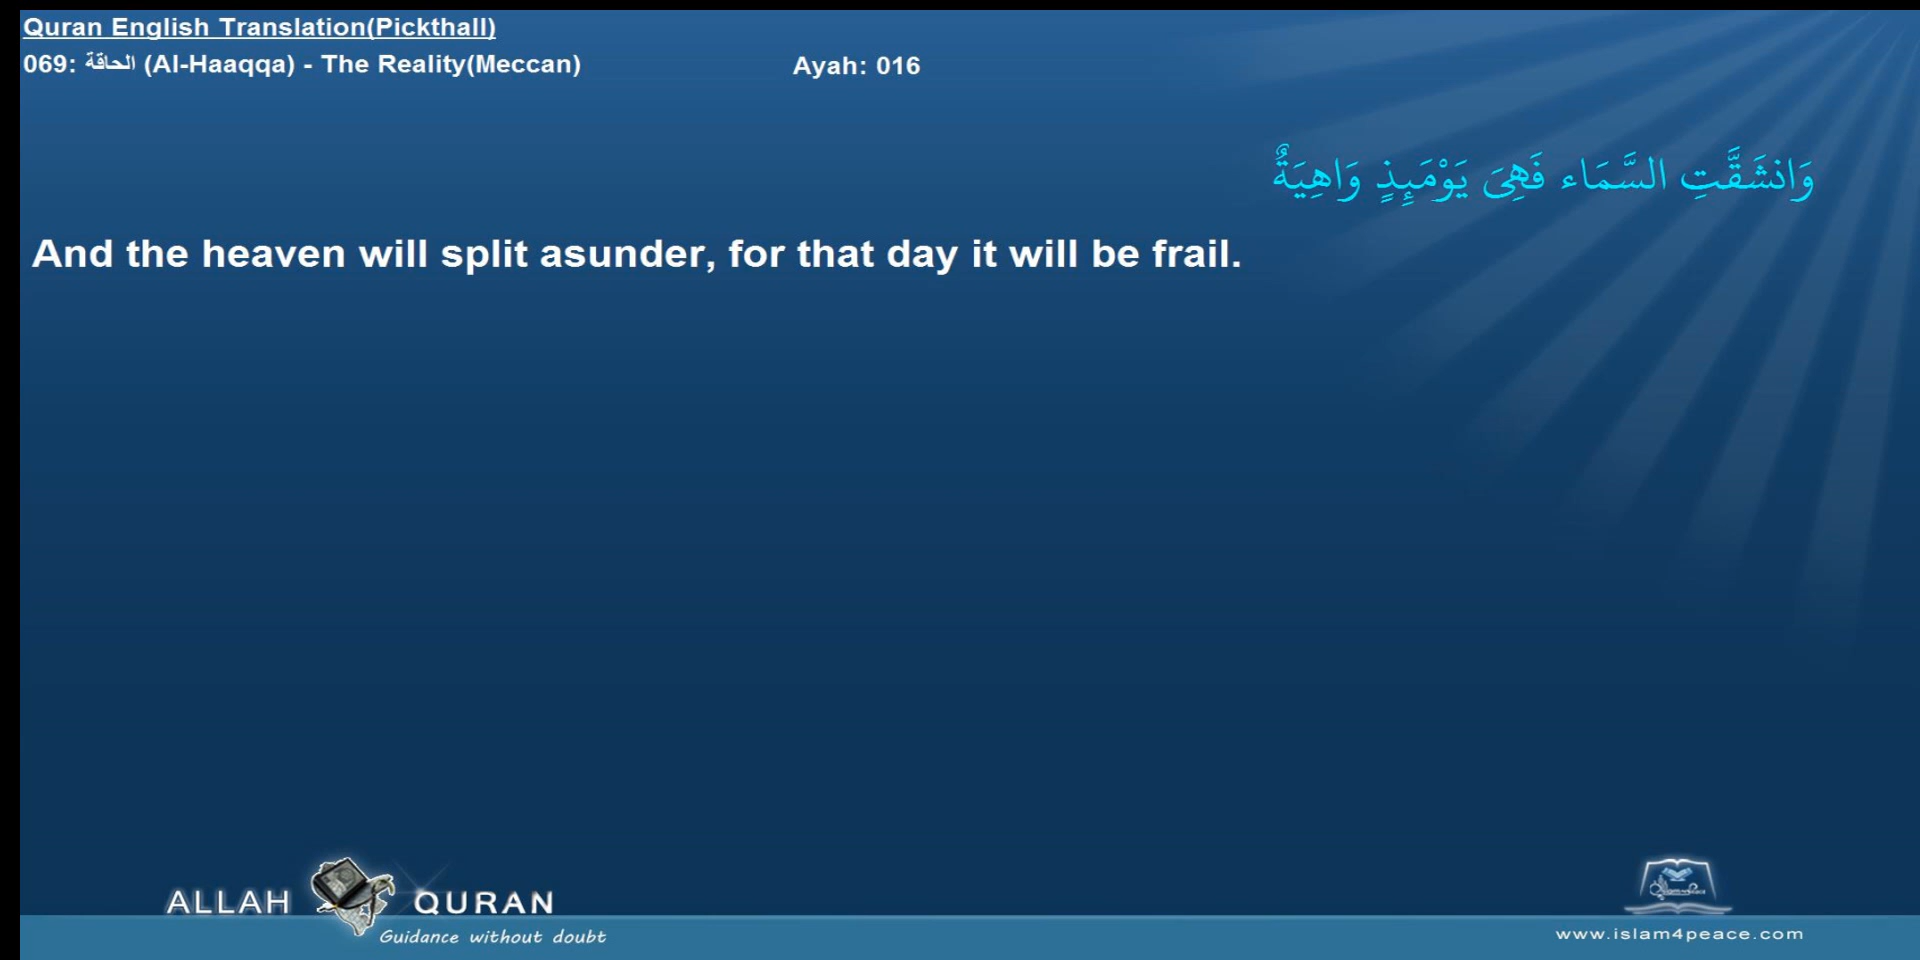 Quran English Translation(Pickthall)
069: الحاقة (Al-Haaqqa) - The Reality(Meccan) Ayah: 016
وَانشَقَّتِ السَّمَاء فَهِيَ يَوْمَئِذٍ وَاهِيَةٌ
And the heaven will split asunder, for that day it will be frail.
ALLAH QURAN
Guidance without doubt
www.islam4peace.com